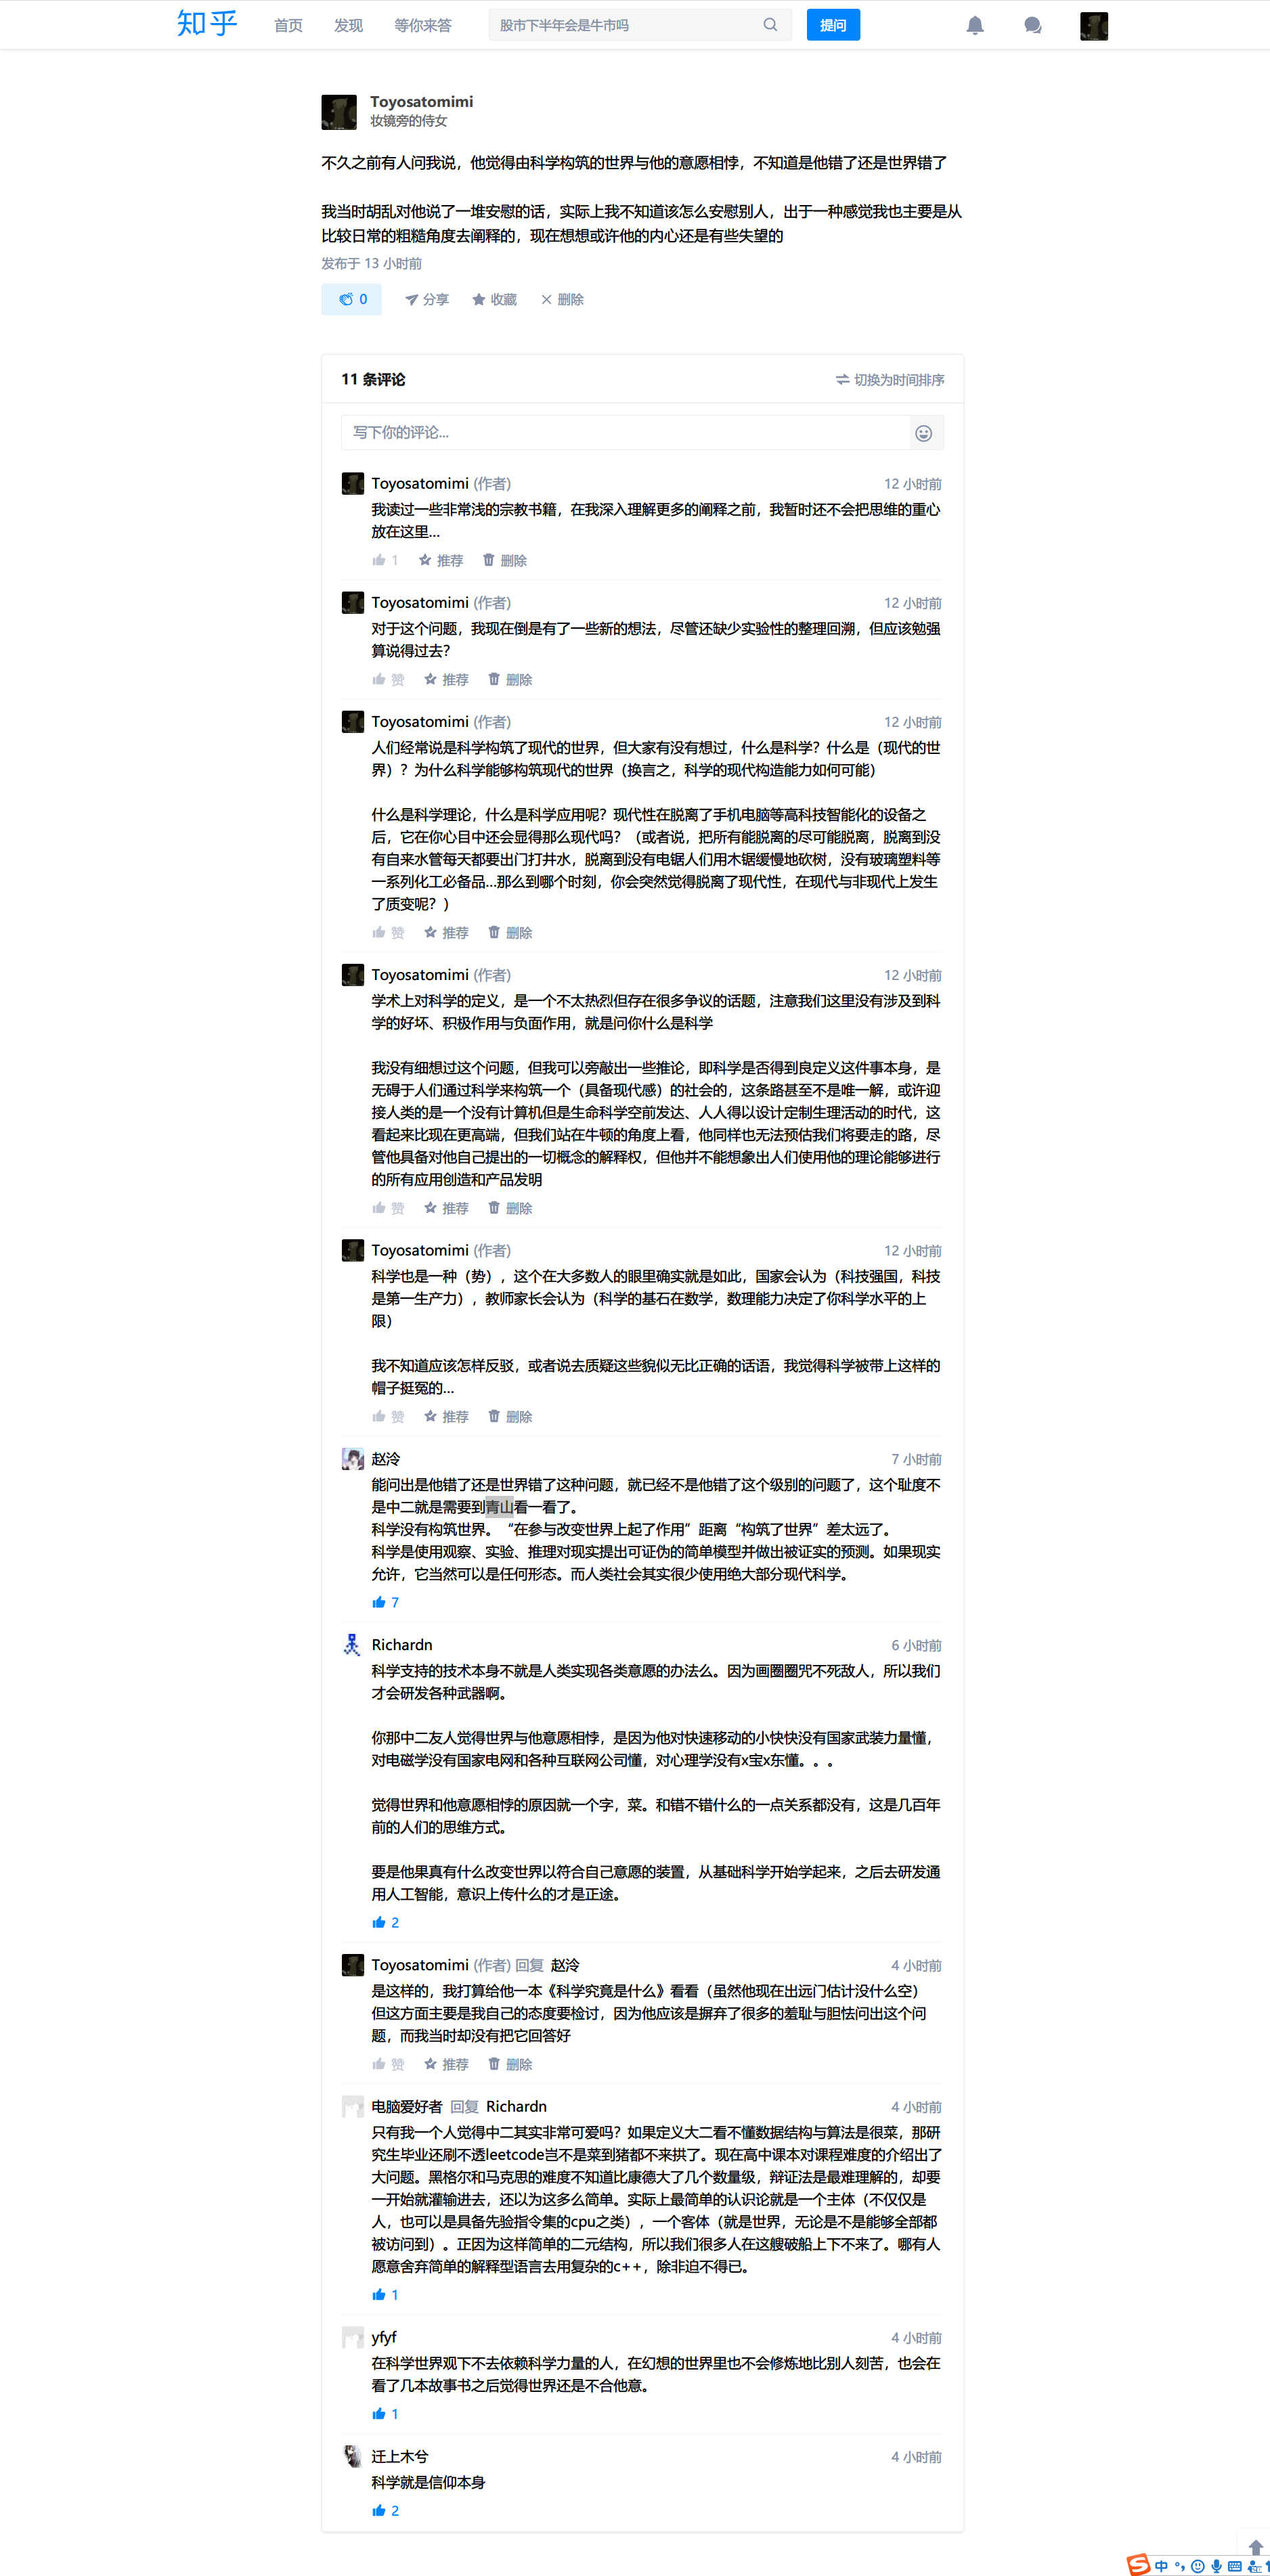 知乎 首页 发现 等你来答 股市下半年会是牛市吗 提问
Toyosatomimi
妆镜旁的侍女
不久之前有人问我说，他觉得由科学构筑的世界与他的意愿相悖，不知道是他错了还是世界错了
我当时胡乱对他说了一堆安慰的话，实际上我不知道该怎么安慰别人，出于一种感觉我也主要是从
比较日常的粗糙角度去阐释的，现在想想或许他的内心还是有些失望的
发布于 13 小时前
0 分享 收藏 删除
11 条评论 切换为时间排序
写下你的评论...
Toyosatomimi (作者) 12 小时前
我读过一些非常浅的宗教书籍，在我深入理解更多的阐释之前，我暂时还不会把思维的重心
放在这里...
1 推荐 删除
Toyosatomimi (作者) 12 小时前
对于这个问题，我现在倒是有了一些新的想法，尽管还缺少实验性的整理回溯，但应该勉强
算说得过去？
赞 推荐 删除
Toyosatomimi (作者) 12 小时前
人们经常说是科学构筑了现代的世界，但大家有没有想过，什么是科学？什么是（现代的世
界）？为什么科学能够构筑现代的世界（换言之，科学的现代构造能力如何可能）
什么是科学理论，什么是科学应用呢？现代性在脱离了手机电脑等高科技智能化的设备之
后，它在你心目中还会显得那么现代吗？（或者说，把所有能脱离的尽可能脱离，脱离到没
有自来水管每天都要出门打井水，脱离到没有电锯人们用木锯缓慢地砍树，没有玻璃塑料等
一系列化工必备品...那么到哪个时刻，你会突然觉得脱离了现代性，在现代与非现代上发生
了质变呢？）
赞 推荐 删除
Toyosatomimi (作者) 12 小时前
学术上对科学的定义，是一个不太热烈但存在很多争议的话题，注意我们这里没有涉及到科
学的好坏、积极作用与负面作用，就是问你什么是科学
我没有细想过这个问题，但我可以旁敲出一些推论，即科学是否得到良定义这件事本身，是
无碍于人们通过科学来构筑一个（具备现代感）的社会的，这条路甚至不是唯一解，或许迎
接人类的是一个没有计算机但是生命科学空前发达、人人得以设计定制生理活动的时代，这
看起来比现在更高端，但我们站在牛顿的角度上看，他同样也无法预估我们将要走的路，尽
管他具备对他自己提出的一切概念的解释权，但他并不能想象出人们使用他的理论能够进行
的所有应用创造和产品发明
赞 推荐 删除
Toyosatomimi (作者) 12 小时前
科学也是一种（势），这个在大多数人的眼里确实就是如此，国家会认为（科技强国，科技
是第一生产力），教师家长会认为（科学的基石在数学，数理能力决定了你科学水平的上
限）
我不知道应该怎样反驳，或者说去质疑这些貌似无比正确的话语，我觉得科学被带上这样的
帽子挺冤的...
赞 推荐 删除
赵泠 7 小时前
能问出是他错了还是世界错了这种问题，就已经不是他错了这个级别的问题了，这个耻度不
是中二就是需要到青山看一看了。
科学没有构筑世界。“在参与改变世界上起了作用”距离“构筑了世界”差太远了。
科学是使用观察、实验、推理对现实提出可证伪的简单模型并做出被证实的预测。如果现实
允许，它当然可以是任何形态。而人类社会其实很少使用绝大部分现代科学。
7
Richardn 6 小时前
科学支持的技术本身不就是人类实现各类意愿的办法么。因为画圈圈咒不死敌人，所以我们
才会研发各种武器啊。
你那中二友人觉得世界与他意愿相悖，是因为他对快速移动的小快快没有国家武装力量懂，
对电磁学没有国家电网和各种互联网公司懂，对心理学没有x宝x东懂。。。
觉得世界和他意愿相悖的原因就一个字，菜。和错不错什么的一点关系都没有，这是几百年
前的人们的思维方式。
要是他果真有什么改变世界以符合自己意愿的装置，从基础科学开始学起来，之后去研发通
用人工智能，意识上传什么的才是正途。
2
Toyosatomimi (作者) 回复 赵泠 4 小时前
是这样的，我打算给他一本《科学究竟是什么》看看（虽然他现在出远门估计没什么空）
但这方面主要是我自己的态度要检讨，因为他应该是摒弃了很多的羞耻与胆怯问出这个问
题，而我当时却没有把它回答好
赞 推荐 删除
电脑爱好者 回复 Richardn 4 小时前
只有我一个人觉得中二其实非常可爱吗？如果定义大二看不懂数据结构与算法是很菜，那研
究生毕业还刷不透leetcode岂不是菜到猪都不来拱了。现在高中课本对课程难度的介绍出了
大问题。黑格尔和马克思的难度不知道比康德大了几个数量级，辩证法是最难理解的，却要
一开始就灌输进去，还以为这多么简单。实际上最简单的认识论就是一个主体（不仅仅是
人，也可以是具备先验指令集的cpu之类），一个客体（就是世界，无论是不是能够全部都
被访问到）。正因为这样简单的二元结构，所以我们很多人在这艘破船上下不来了。哪有人
愿意舍弃简单的解释型语言去用复杂的c++，除非迫不得已。
1
yfyf 4 小时前
在科学世界观下不去依赖科学力量的人，在幻想的世界里也不会修炼地比别人刻苦，也会在
看了几本故事书之后觉得世界还是不合他意。
1
迁上木兮 4 小时前
科学就是信仰本身
2
S 中